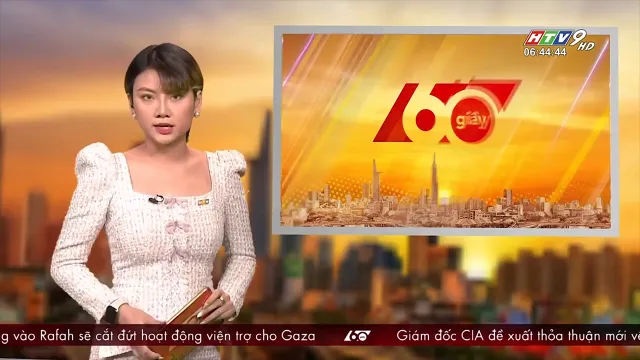 HTV9 HD
06:44:44
60 giây
g vào Rafah sẽ cắt đứt hoạt động viện trợ cho Gaza 60 Giám đốc CIA đề xuất thỏa thuận mới v